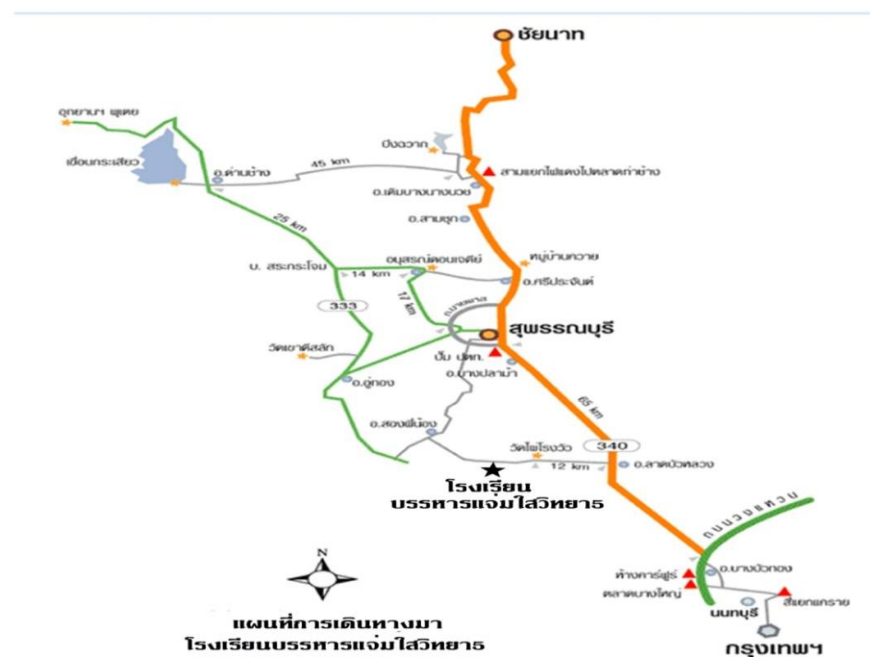 ชัยนาท
อุทยานฯ พุเตย
บึงฉวาก
เขื่อนกระเสียว
อ.ด่านช้าง
45 km
สามแยกไฟแดงไปตลาดท่าช้าง
อ.เดิมบางนางบวช
อ.สามชุก
25 km
หมู่บ้านควาย
อนุสรณ์ดอนเจดีย์
บ. สระกระโจม
14 km
อ.ศรีประจันต์
17 km
333
สุพรรณบุรี
วัดเขาดีสลัก
ปั๊ม ปตท.
อ.บางปลาม้า
อ.อู่ทอง
65 km
อ.สองพี่น้อง
340
วัดไผ่โรงวัว
12 km
อ.ลาดบัวหลวง
โรงเรียน
บรรหารแจ่มใสวิทยา5
ถนนวงแหวน
N
ห้างคาร์ฟูร์
อ.บางบัวทอง
ตลาดบางใหญ่
สี่แยกแคราย
นนทบุรี
แผนที่การเดินทางมา
โรงเรียนบรรหารแจ่มใสวิทยา5
กรุงเทพฯ